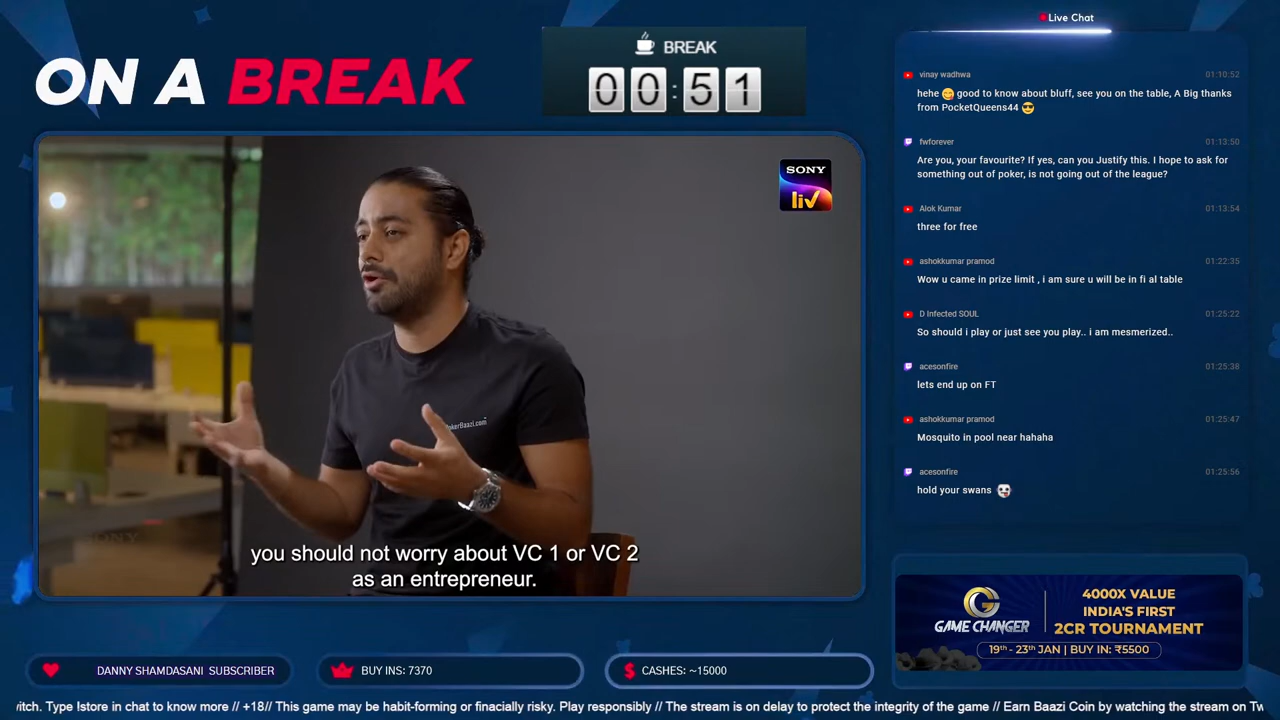 Live Chat
ON A BREAK
BREAK
00:51
SONY
liv
PokerBaazi.com
SONY
you should not worry about VC 1 or VC 2
as an entrepreneur.
vinay wadhwa 01:10:52
hehe 😋 good to know about bluff, see you on the table, A Big thanks
from PocketQueens44 😎
fwforever 01:13:50
Are you, your favourite? If yes, can you Justify this. I hope to ask for
something out of poker, is not going out of the league?
Alok Kumar 01:13:54
three for free
ashokkumar pramod 01:22:35
Wow u came in prize limit , i am sure u will be in fi al table
D Infected SOUL 01:25:22
So should i play or just see you play.. i am mesmerized..
acesonfire 01:25:38
lets end up on FT
ashokkumar pramod 01:25:47
Mosquito in pool near hahaha
acesonfire 01:25:56
hold your swans
G
GAME CHANGER
4000X VALUE
INDIA'S FIRST
2CR TOURNAMENT
19th - 23th JAN | BUY IN: ₹5500
DANNY SHAMDASANI SUBSCRIBER
BUY INS: 7370
CASHES: ~15000
witch. Type !store in chat to know more // +18// This game may be habit-forming or finacially risky. Play responsibly // The stream is on delay to protect the integrity of the game // Earn Baazi Coin by watching the stream on Tw